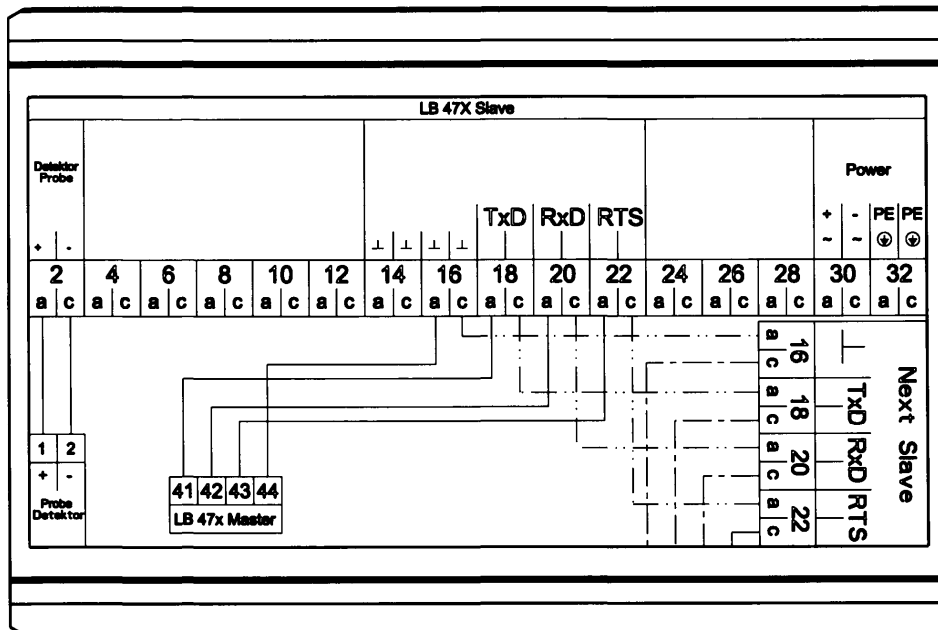 LB 47X Slave
Detektor
Probe
Power
TxD RxD RTS
+ - PE PE
+ - ⊥ ⊥ ⊥ ⊥ ~ ~
2 4 6 8 10 12 14 16 18 20 22 24 26 28 30 32
a c a c a c a c a c a c a c a c a c a c a c a c a c a c a c a c
a 16 c ⊥
a 18 c TxD
a 20 c RxD
a 22 c RTS
Next Slave
1 2
+ -
Probe
Detektor
41 42 43 44
LB 47x Master